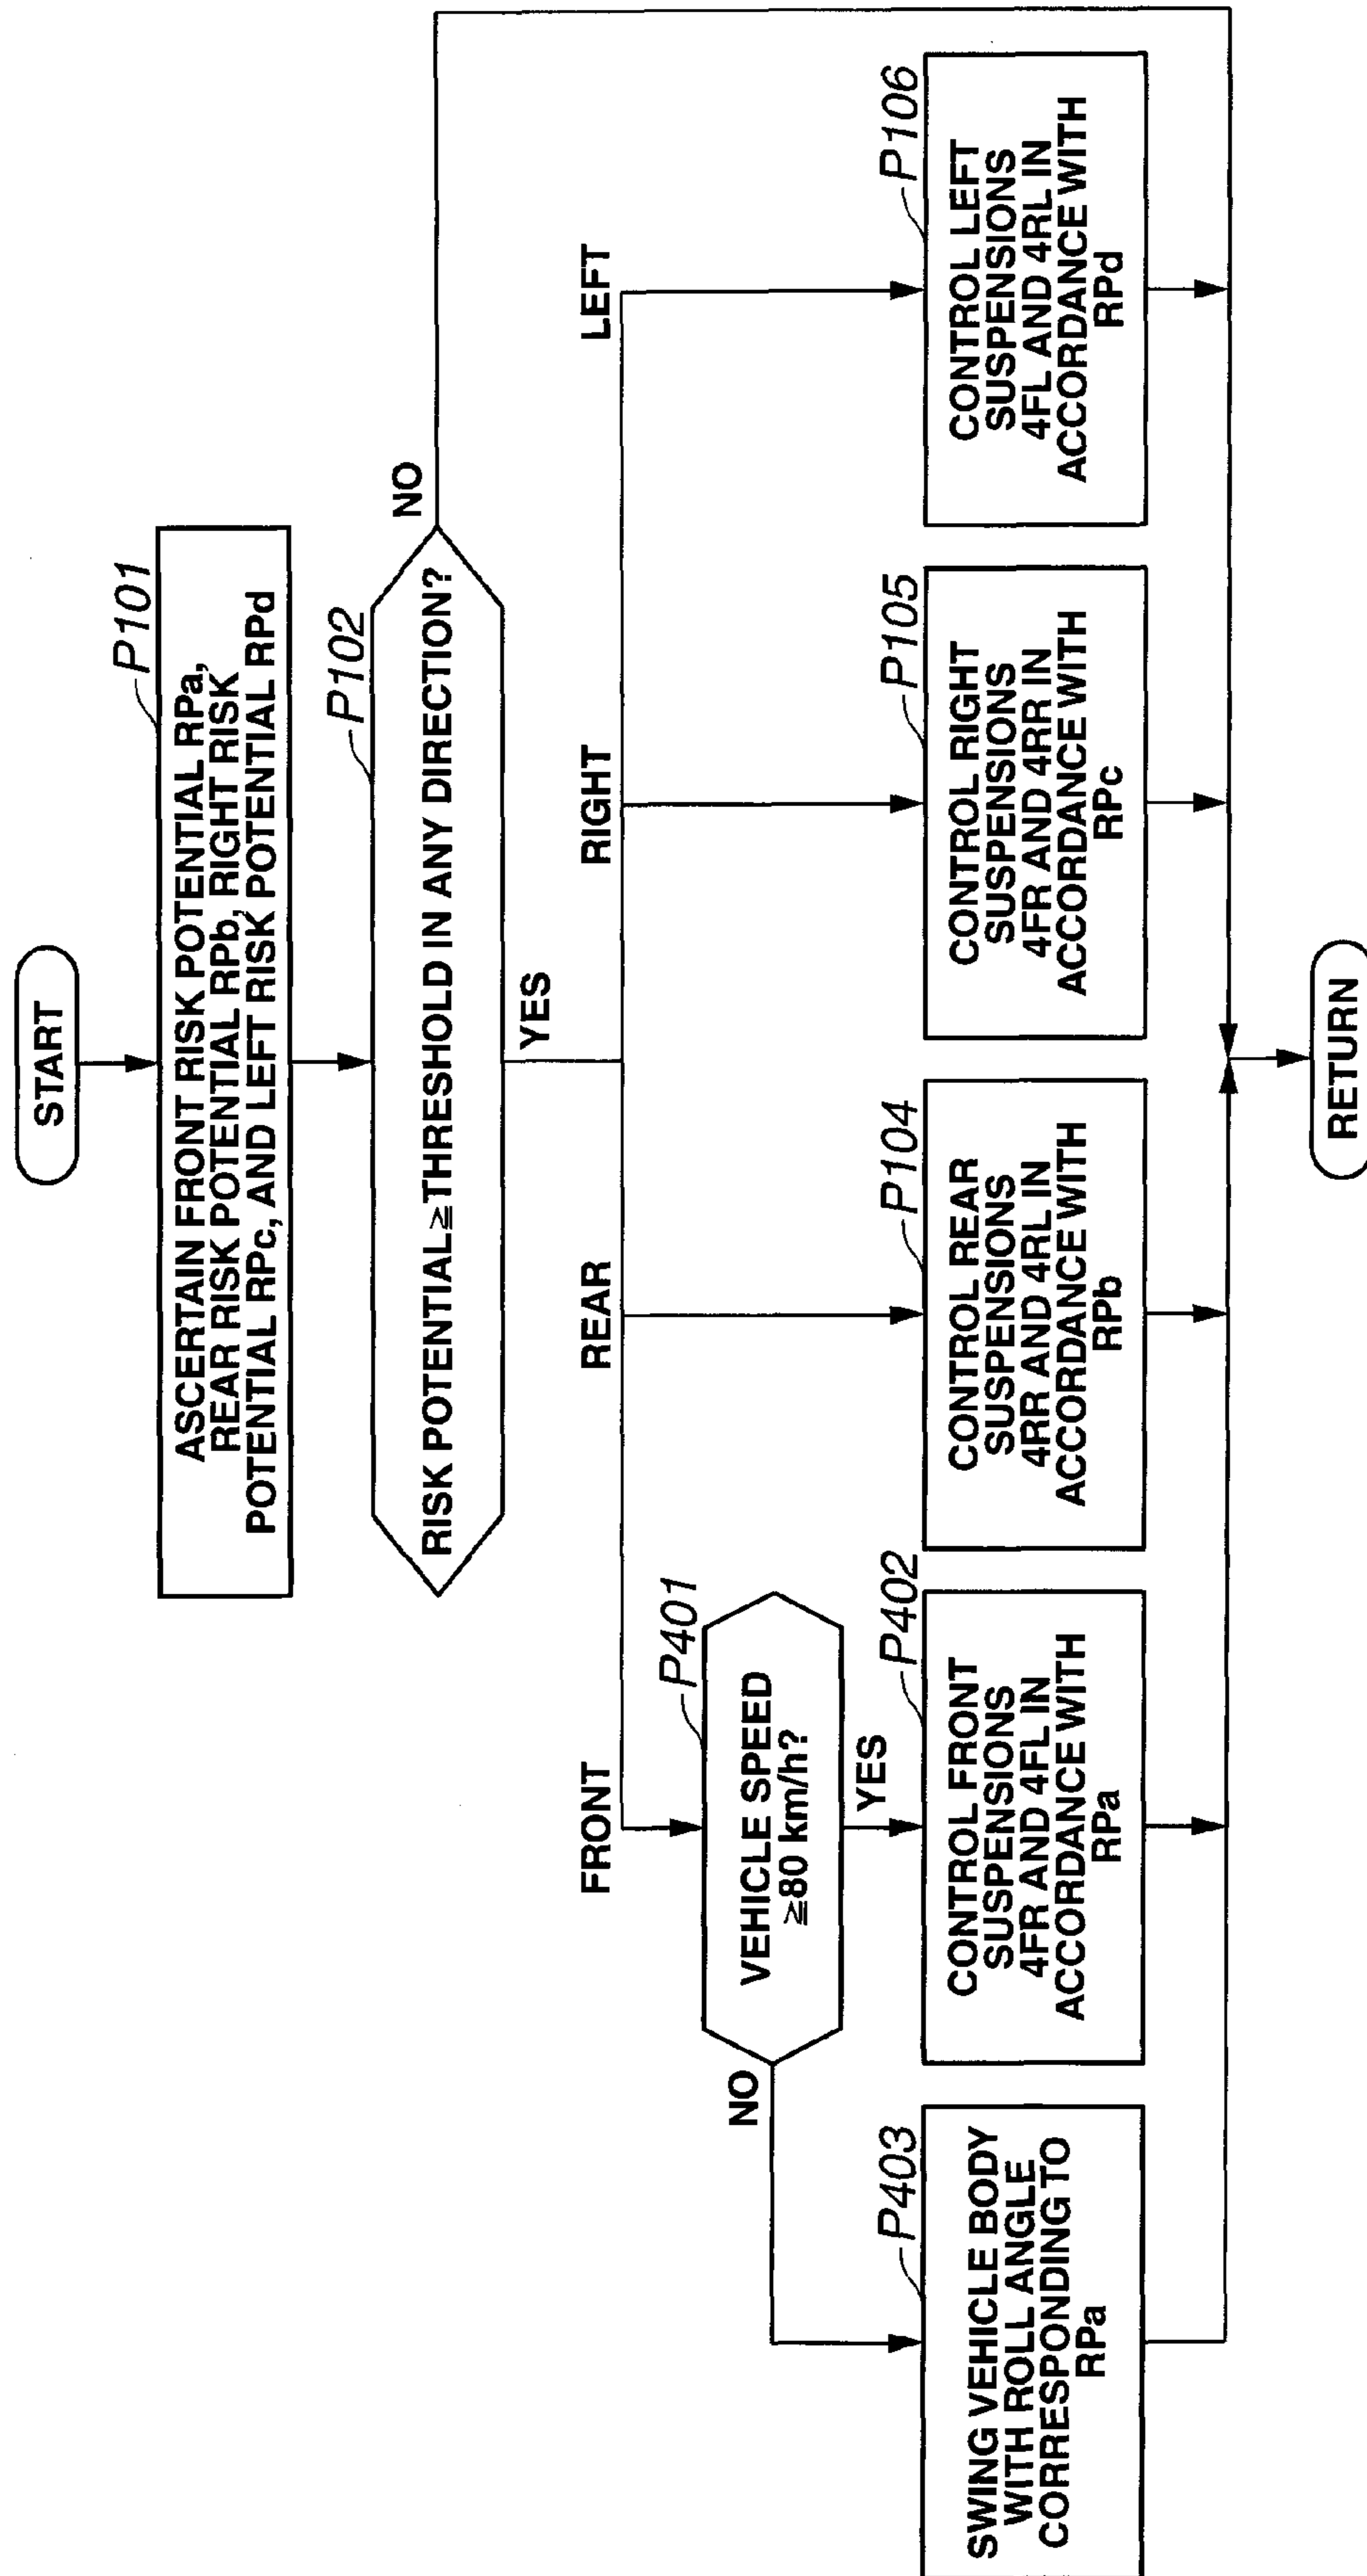 START
P101
ASCERTAIN FRONT RISK POTENTIAL RPa,
REAR RISK POTENTIAL RPb, RIGHT RISK
POTENTIAL RPc, AND LEFT RISK POTENTIAL RPd
P102
RISK POTENTIAL≧THRESHOLD IN ANY DIRECTION?
NO
YES
FRONT
REAR
RIGHT
LEFT
P401
VEHICLE SPEED
≧80 km/h?
NO
YES
P403
SWING VEHICLE BODY
WITH ROLL ANGLE
CORRESPONDING TO
RPa
P402
CONTROL FRONT
SUSPENSIONS
4FR AND 4FL IN
ACCORDANCE WITH
RPa
P104
CONTROL REAR
SUSPENSIONS
4RR AND 4RL IN
ACCORDANCE WITH
RPb
P105
CONTROL RIGHT
SUSPENSIONS
4FR AND 4RR IN
ACCORDANCE WITH
RPc
P106
CONTROL LEFT
SUSPENSIONS
4FL AND 4RL IN
ACCORDANCE WITH
RPd
RETURN